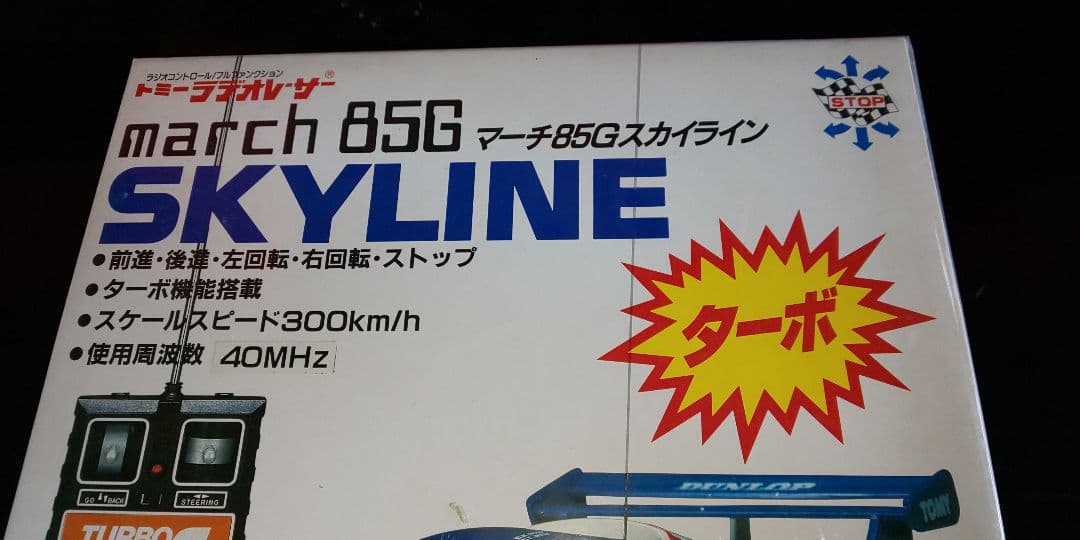 ラジオコントロール/フルファンクション
トミーラヂオレーサー®
march 85G マーチ85Gスカイライン
SKYLINE
STOP
●前進・後進・左回転・右回転・ストップ
●ターボ機能搭載
●スケールスピード300km/h
●使用周波数 40MHz
ターボ
GO BACK
STEERING
TURBO
DUNLOP
TOMY